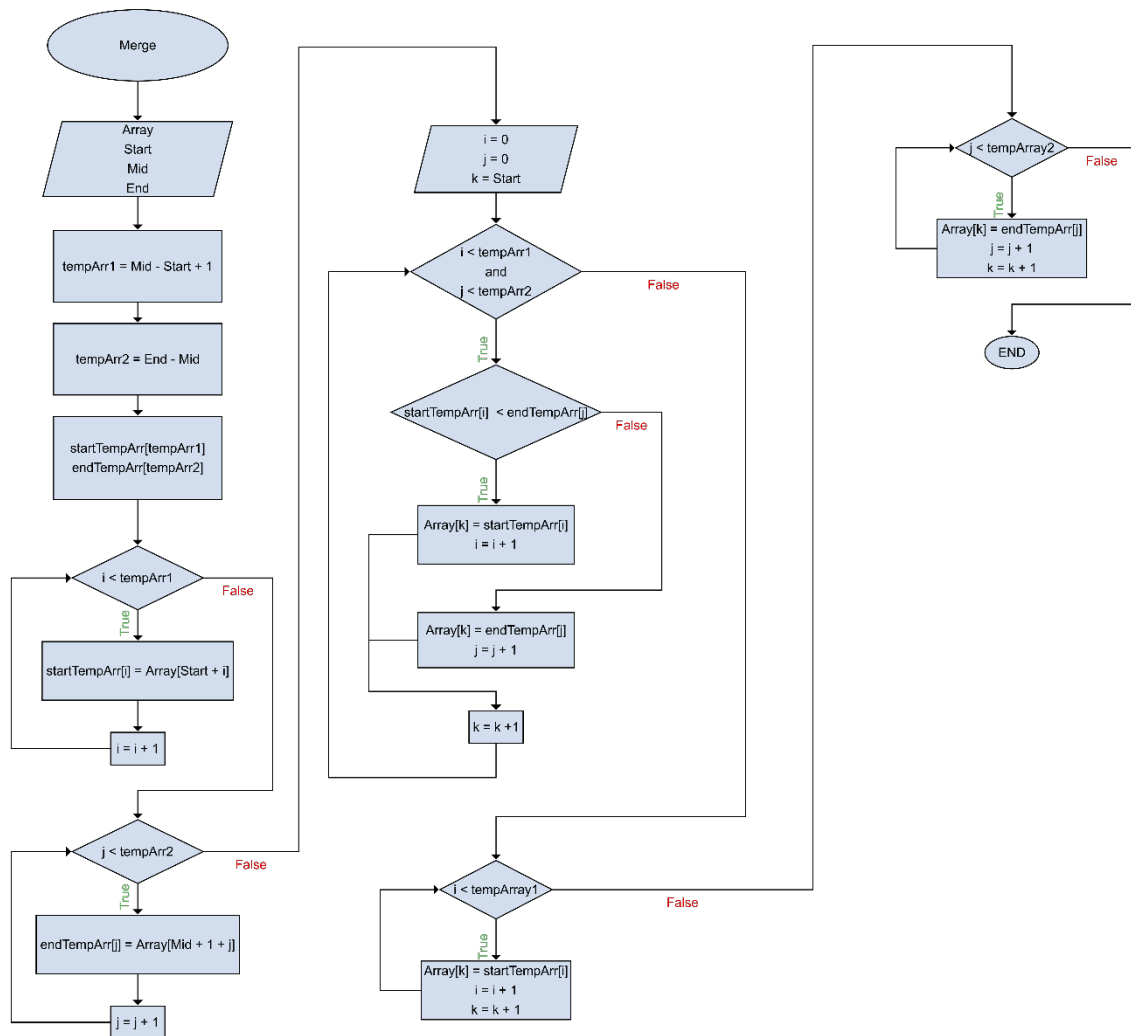 Merge
Array
Start
Mid
End
tempArr1 = Mid - Start + 1
tempArr2 = End - Mid
startTempArr[tempArr1]
endTempArr[tempArr2]
i < tempArr1
False
True
startTempArr[i] = Array[Start + i]
i = i + 1
j < tempArr2
False
True
endTempArr[j] = Array[Mid + 1 + j]
j = j + 1
i = 0
j = 0
k = Start
i < tempArr1
and
j < tempArr2
False
True
startTempArr[i] < endTempArr[j]
False
True
Array[k] = startTempArr[i]
i = i + 1
Array[k] = endTempArr[j]
j = j + 1
k = k +1
i < tempArray1
False
True
Array[k] = startTempArr[i]
i = i + 1
k = k + 1
j < tempArray2
False
True
Array[k] = endTempArr[j]
j = j + 1
k = k + 1
END